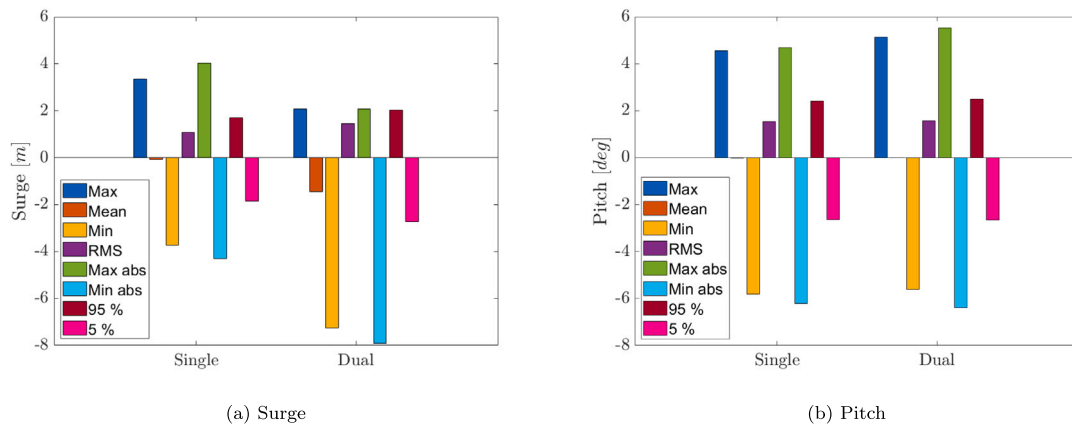 6
4
2
0
-2
-4
-6
-8
Surge [m]
Max
Mean
Min
RMS
Max abs
Min abs
95 %
5 %
Single Dual
(a) Surge
6
4
2
0
-2
-4
-6
-8
Pitch [deg]
Max
Mean
Min
RMS
Max abs
Min abs
95 %
5 %
Single Dual
(b) Pitch